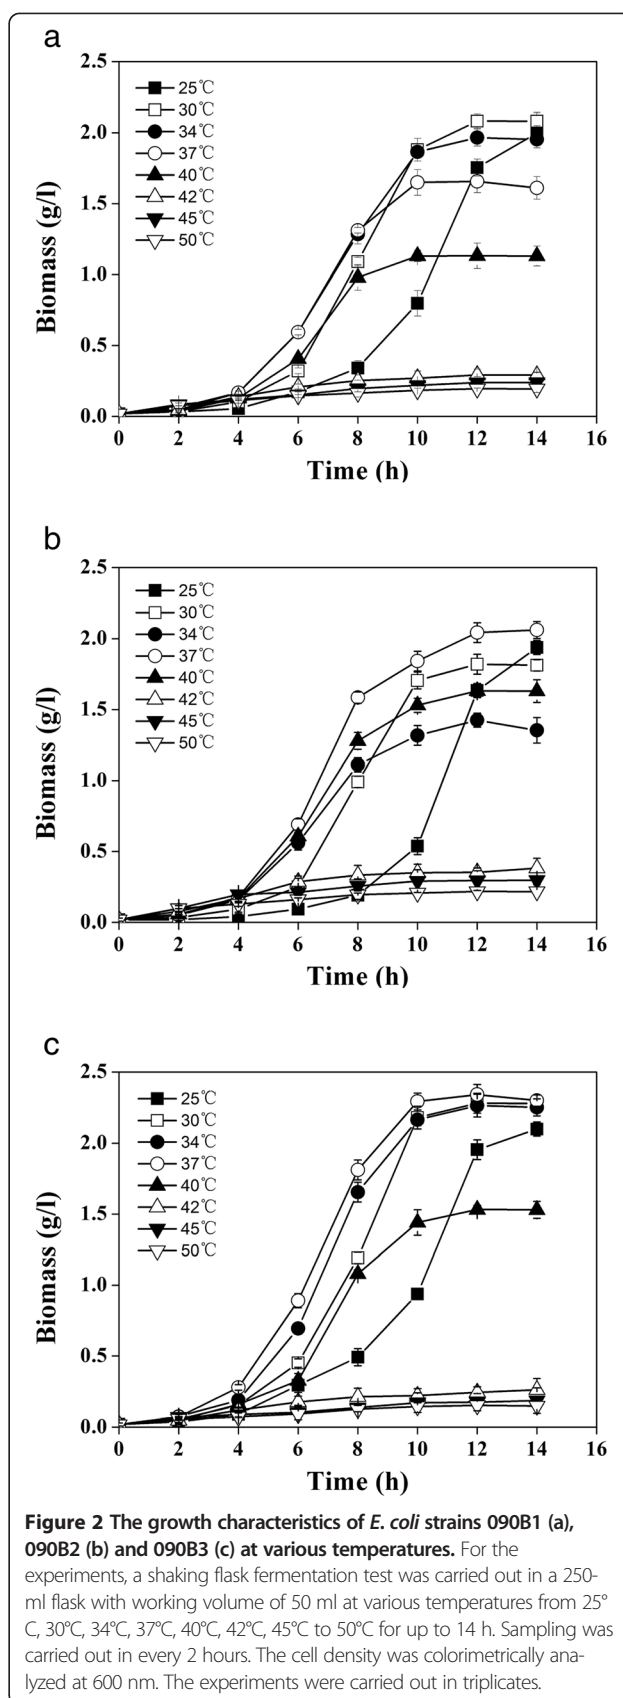 a
2.5
2.0
1.5
1.0
0.5
0.0
Biomass (g/l)
25℃
30℃
34℃
37℃
40℃
42℃
45℃
50℃
0 2 4 6 8 10 12 14 16
Time (h)
b
2.5
2.0
1.5
1.0
0.5
0.0
Biomass (g/l)
25℃
30℃
34℃
37℃
40℃
42℃
45℃
50℃
0 2 4 6 8 10 12 14 16
Time (h)
c
2.5
2.0
1.5
1.0
0.5
0.0
Biomass (g/l)
25℃
30℃
34℃
37℃
40℃
42℃
45℃
50℃
0 2 4 6 8 10 12 14 16
Time (h)
Figure 2 The growth characteristics of E. coli strains 090B1 (a),
090B2 (b) and 090B3 (c) at various temperatures. For the
experiments, a shaking flask fermentation test was carried out in a 250-
ml flask with working volume of 50 ml at various temperatures from 25°
C, 30°C, 34°C, 37°C, 40°C, 42°C, 45°C to 50°C for up to 14 h. Sampling was
carried out in every 2 hours. The cell density was colorimetrically ana-
lyzed at 600 nm. The experiments were carried out in triplicates.